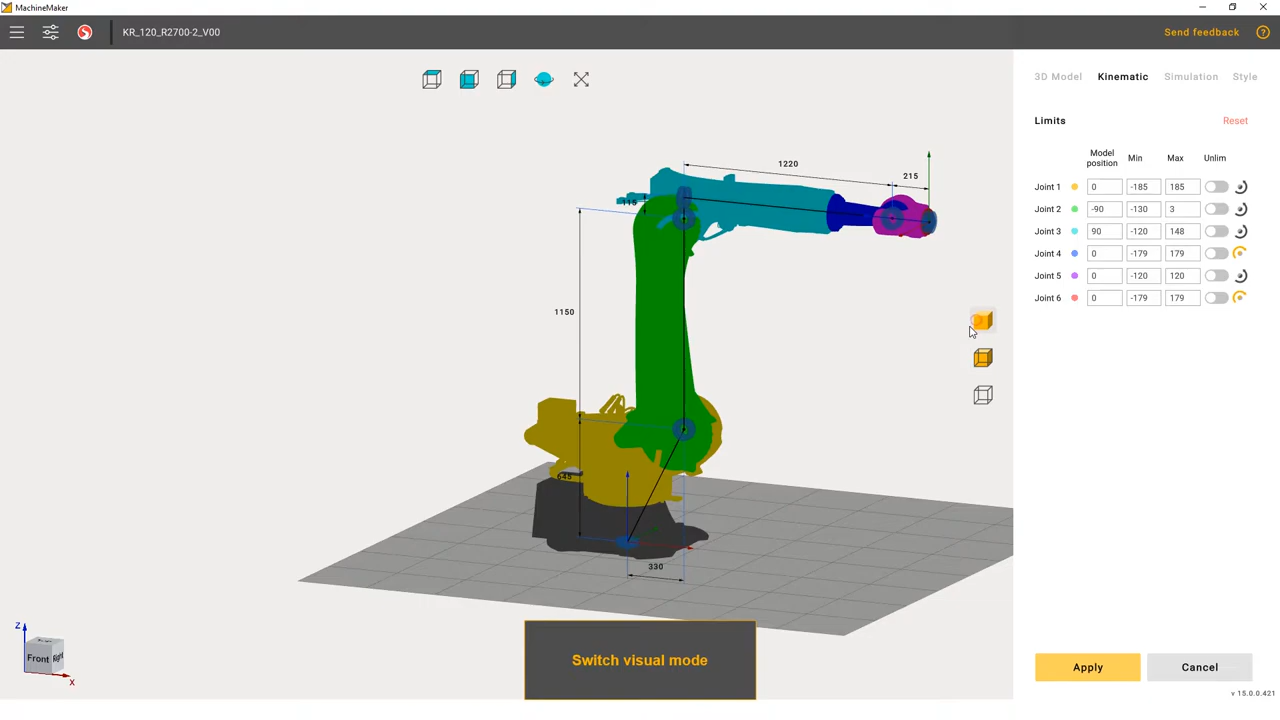 MachineMaker
KR_120_R2700-2_V00
Send feedback
?
3D Model Kinematic Simulation Style
Limits Reset
Model position Min Max Unlim
Joint 1 0 -185 185
Joint 2 -90 -130 3
Joint 3 90 -120 148
Joint 4 0 -179 179
Joint 5 0 -120 120
Joint 6 0 -179 179
1220
215
115
1150
645
330
Z
Front Right
X
Switch visual mode
Apply Cancel
v 15.0.0.421